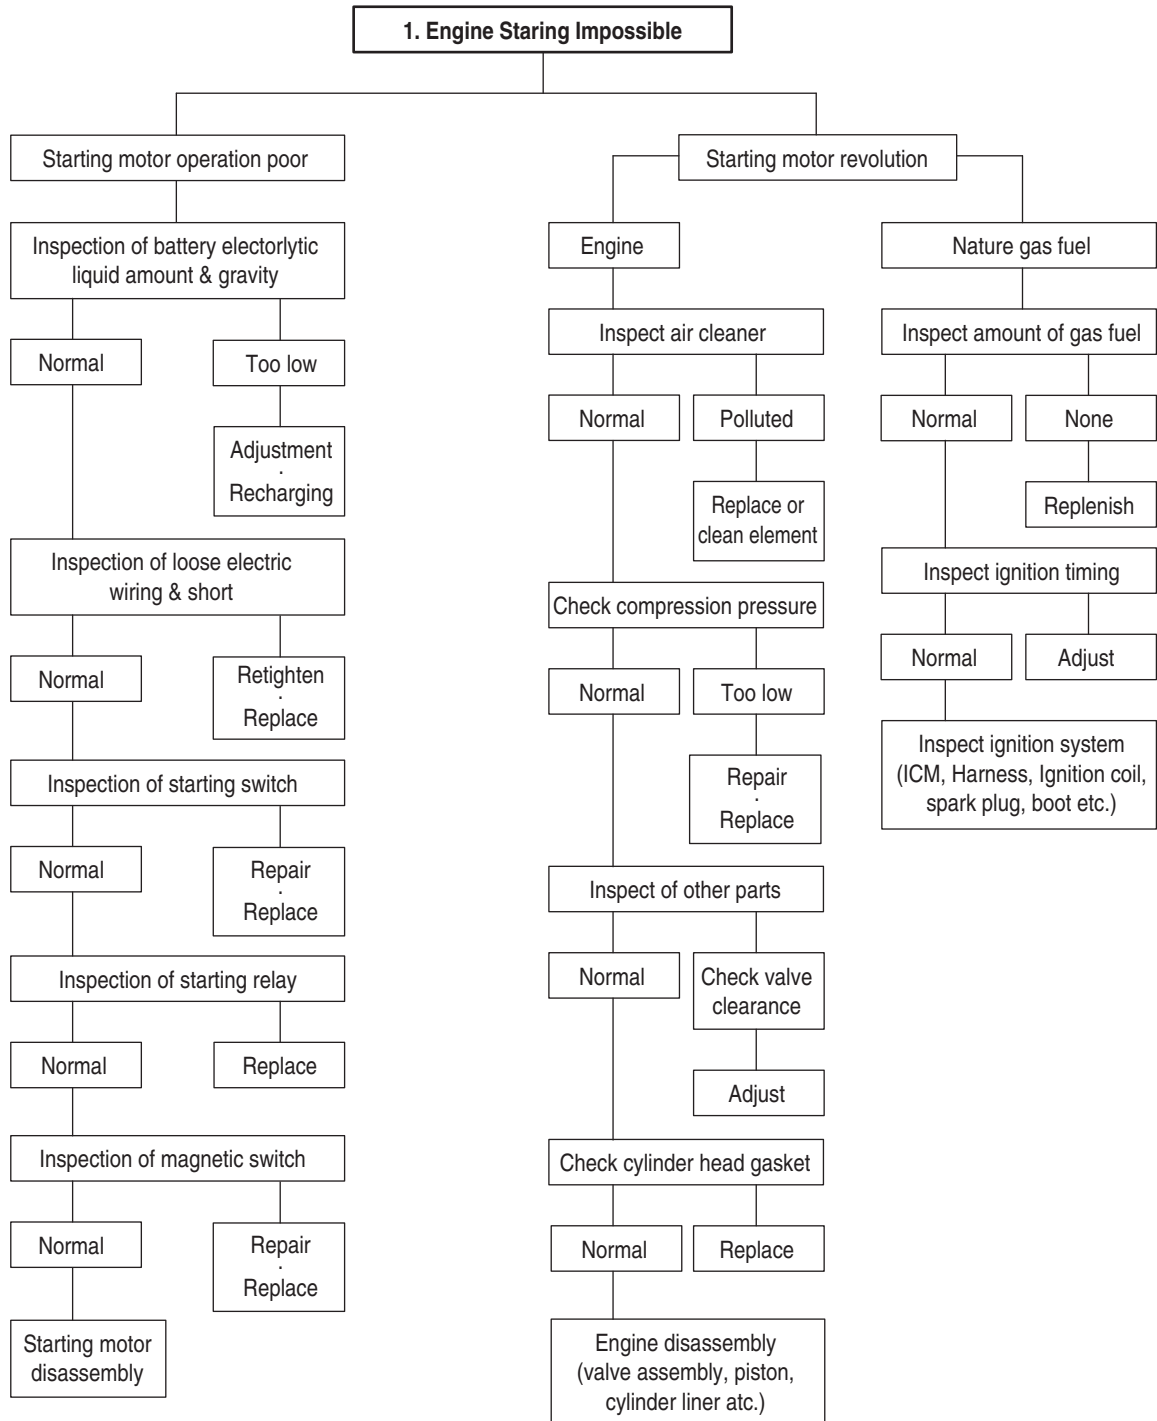 1. Engine Staring Impossible
Starting motor operation poor
Inspection of battery electorlytic
liquid amount & gravity
Normal
Too low
Adjustment
·
Recharging
Inspection of loose electric
wiring & short
Normal
Retighten
·
Replace
Inspection of starting switch
Normal
Repair
·
Replace
Inspection of starting relay
Normal
Replace
Inspection of magnetic switch
Normal
Repair
·
Replace
Starting motor
disassembly
Starting motor revolution
Engine
Inspect air cleaner
Normal
Polluted
Replace or
clean element
Check compression pressure
Normal
Too low
Repair
·
Replace
Inspect of other parts
Normal
Check valve
clearance
Adjust
Check cylinder head gasket
Normal
Replace
Engine disassembly
(valve assembly, piston,
cylinder liner atc.)
Nature gas fuel
Inspect amount of gas fuel
Normal
None
Replenish
Inspect ignition timing
Normal
Adjust
Inspect ignition system
(ICM, Harness, Ignition coil,
spark plug, boot etc.)